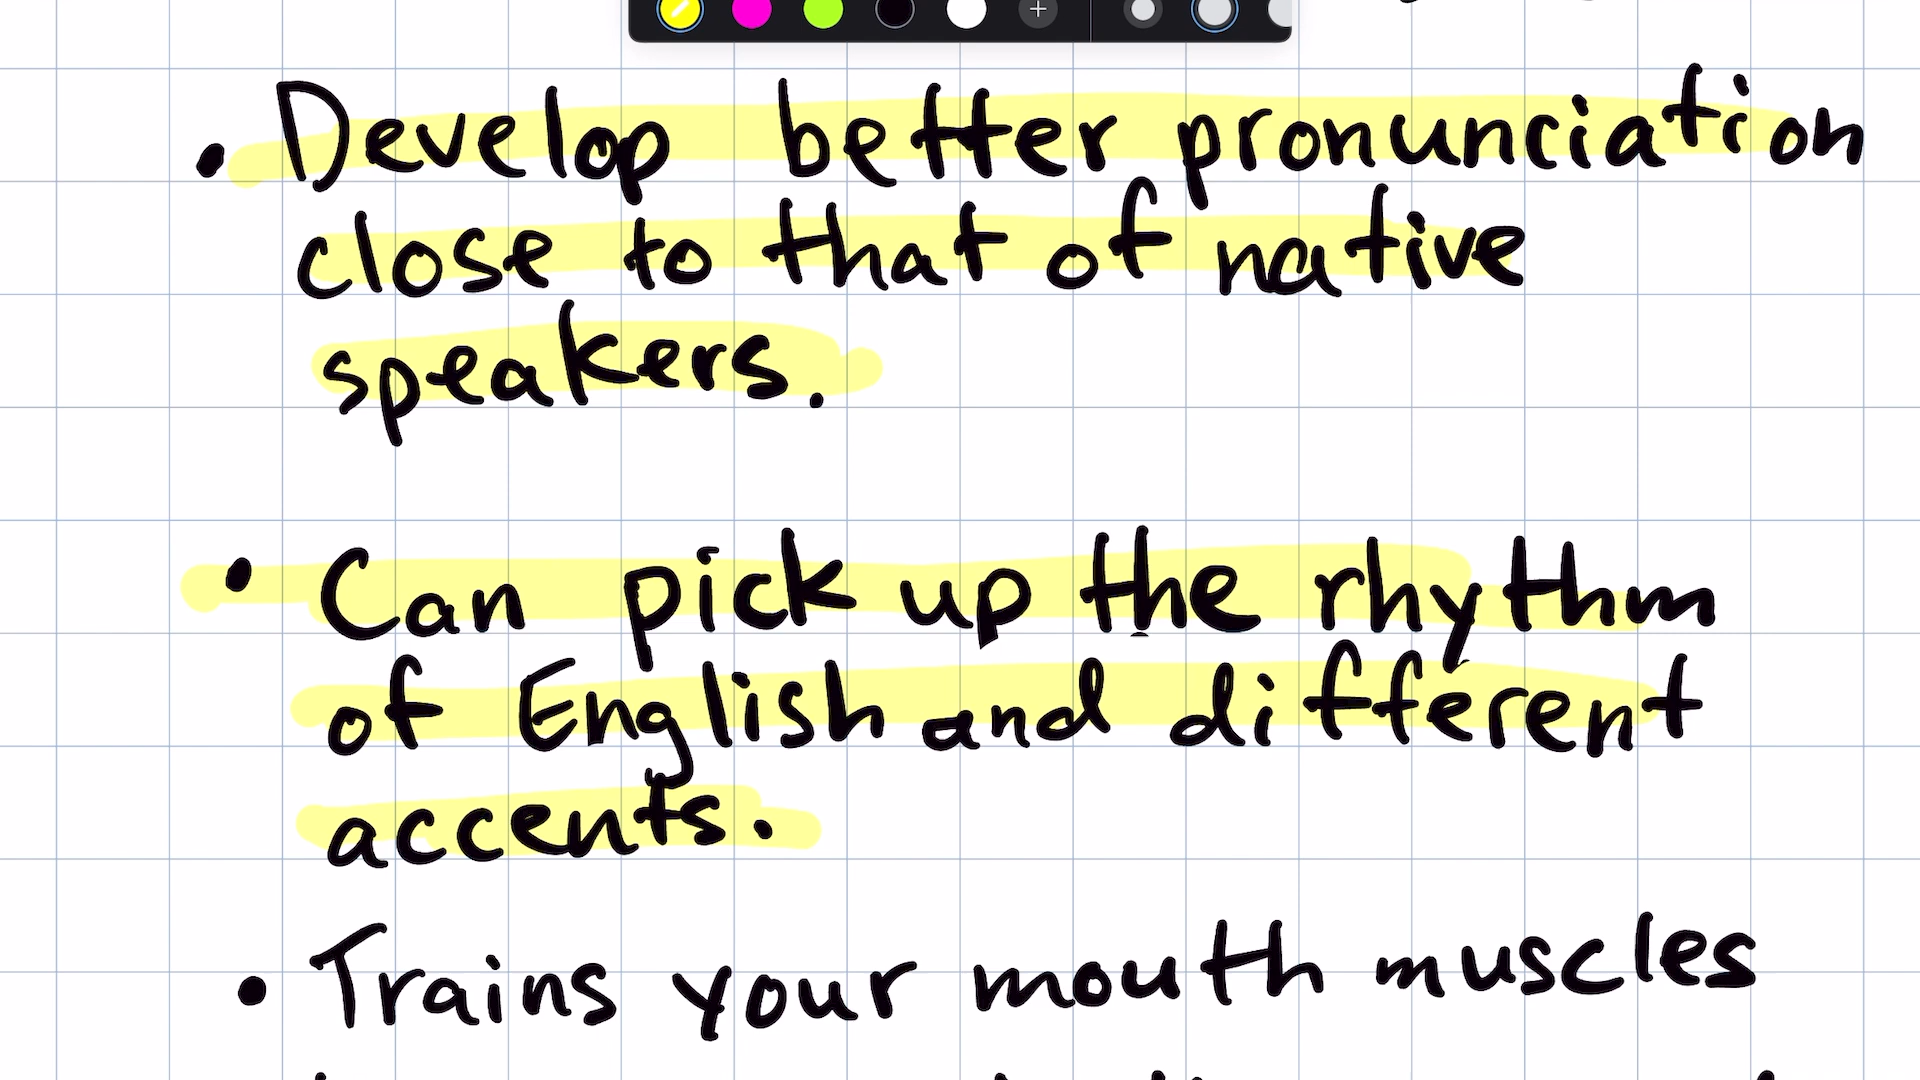 • Develop better pronunciation
close to that of native
speakers.
• Can pick up the rhythm
of English and different
accents.
• Trains your mouth muscles